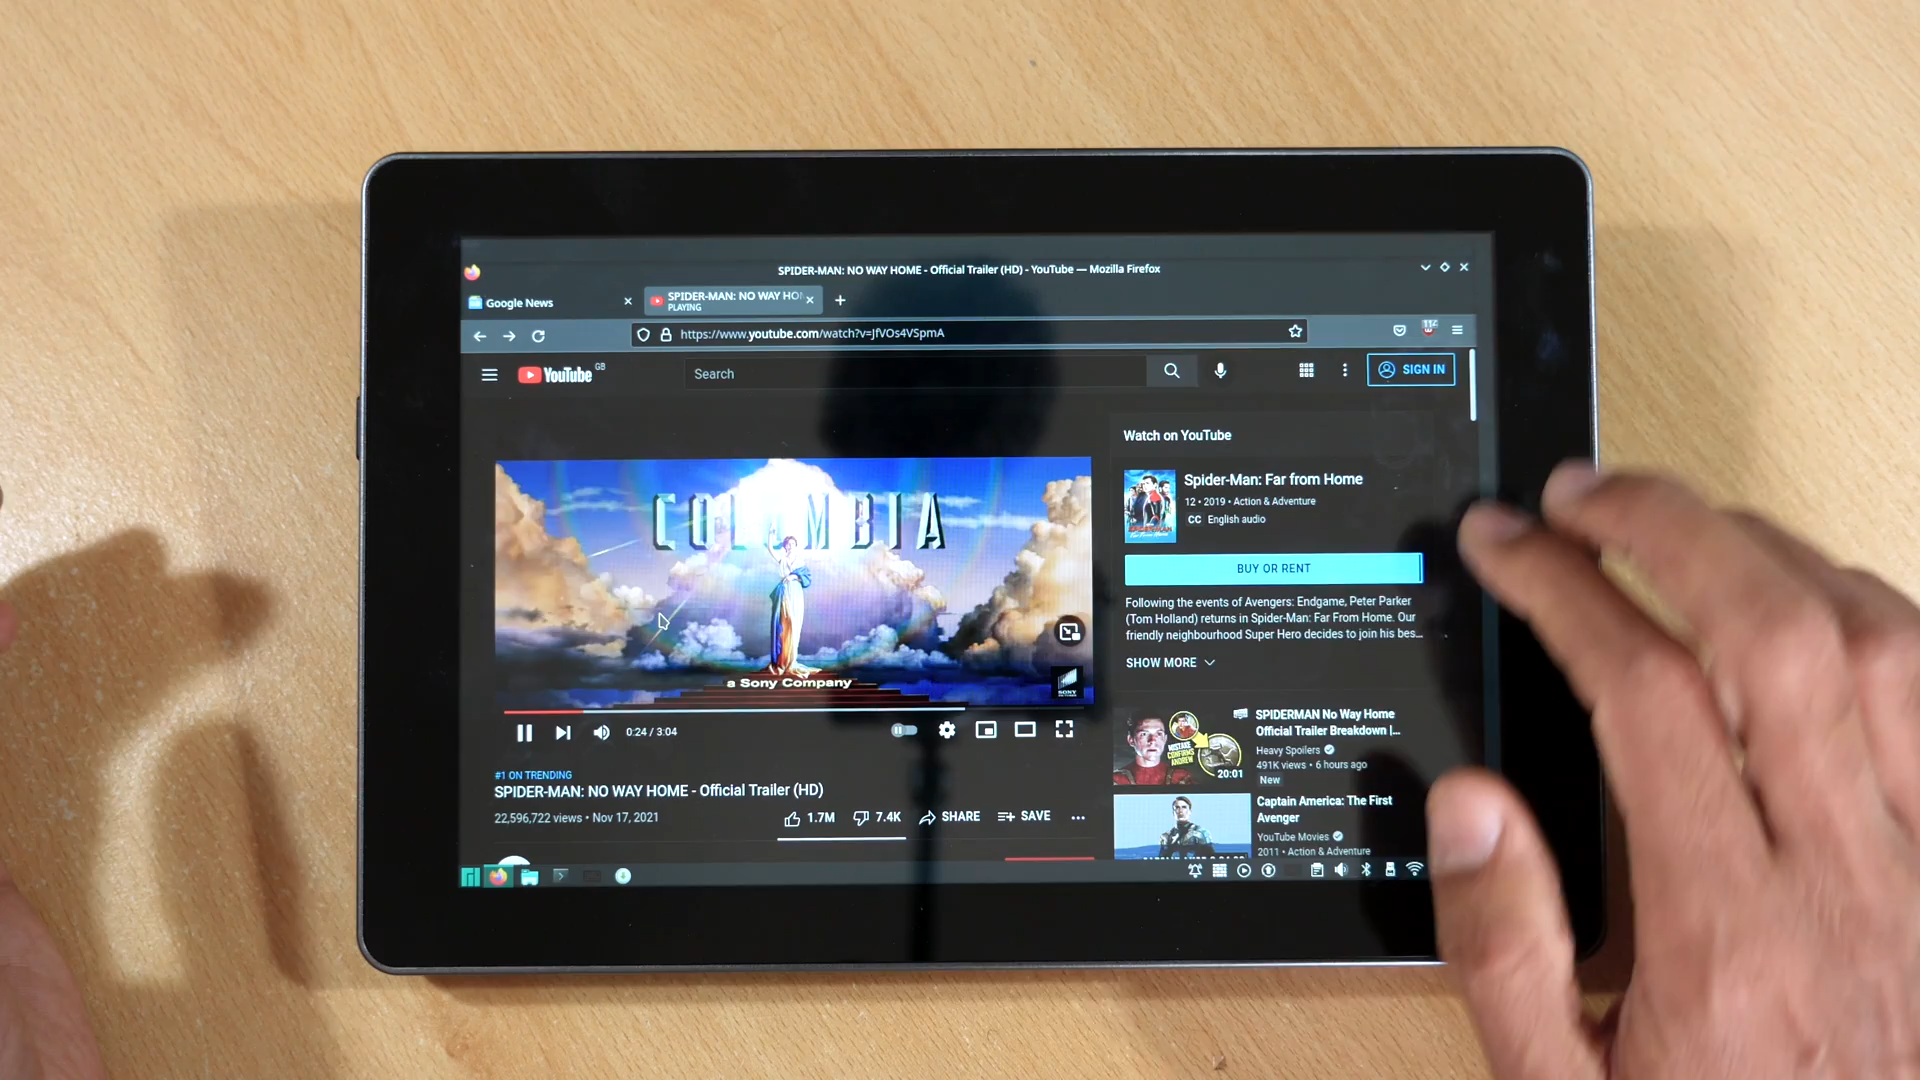 SPIDER-MAN: NO WAY HOME - Official Trailer (HD) - YouTube — Mozilla Firefox
Google News
SPIDER-MAN: NO WAY HO
PLAYING
https://www.youtube.com/watch?v=JfVOs4VSpmA
YouTube GB
Search
SIGN IN
COLUMBIA
a Sony Company
SONY
0:24 / 3:04
#1 ON TRENDING
SPIDER-MAN: NO WAY HOME - Official Trailer (HD)
22,596,722 views • Nov 17, 2021
1.7M
7.4K
SHARE
SAVE
Watch on YouTube
Spider-Man: Far from Home
12 • 2019 • Action & Adventure
CC English audio
BUY OR RENT
Following the events of Avengers: Endgame, Peter Parker
(Tom Holland) returns in Spider-Man: Far From Home. Our
friendly neighbourhood Super Hero decides to join his bes...
SHOW MORE
MISTAKE
CONFIRMS
ANDREW
20:01
SPIDERMAN No Way Home
Official Trailer Breakdown |...
Heavy Spoilers
491K views • 6 hours ago
New
Captain America: The First
Avenger
YouTube Movies
2011 • Action & Adventure